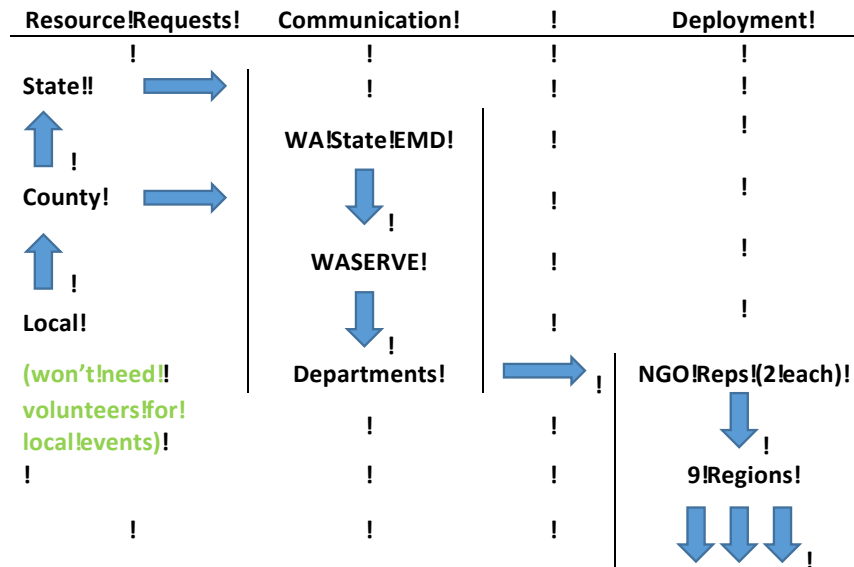 Resource!Requests! Communication! ! Deployment!
! ! ! !
State!! ! ! !
! WA!State!EMD! ! !
County! ! ! !
! WASERVE! ! !
Local! ! ! !
(won’t!need!! Departments! ! NGO!Reps!(2!each)!
volunteers!for!
local!events)! ! ! !
! ! ! 9!Regions!
! ! ! !